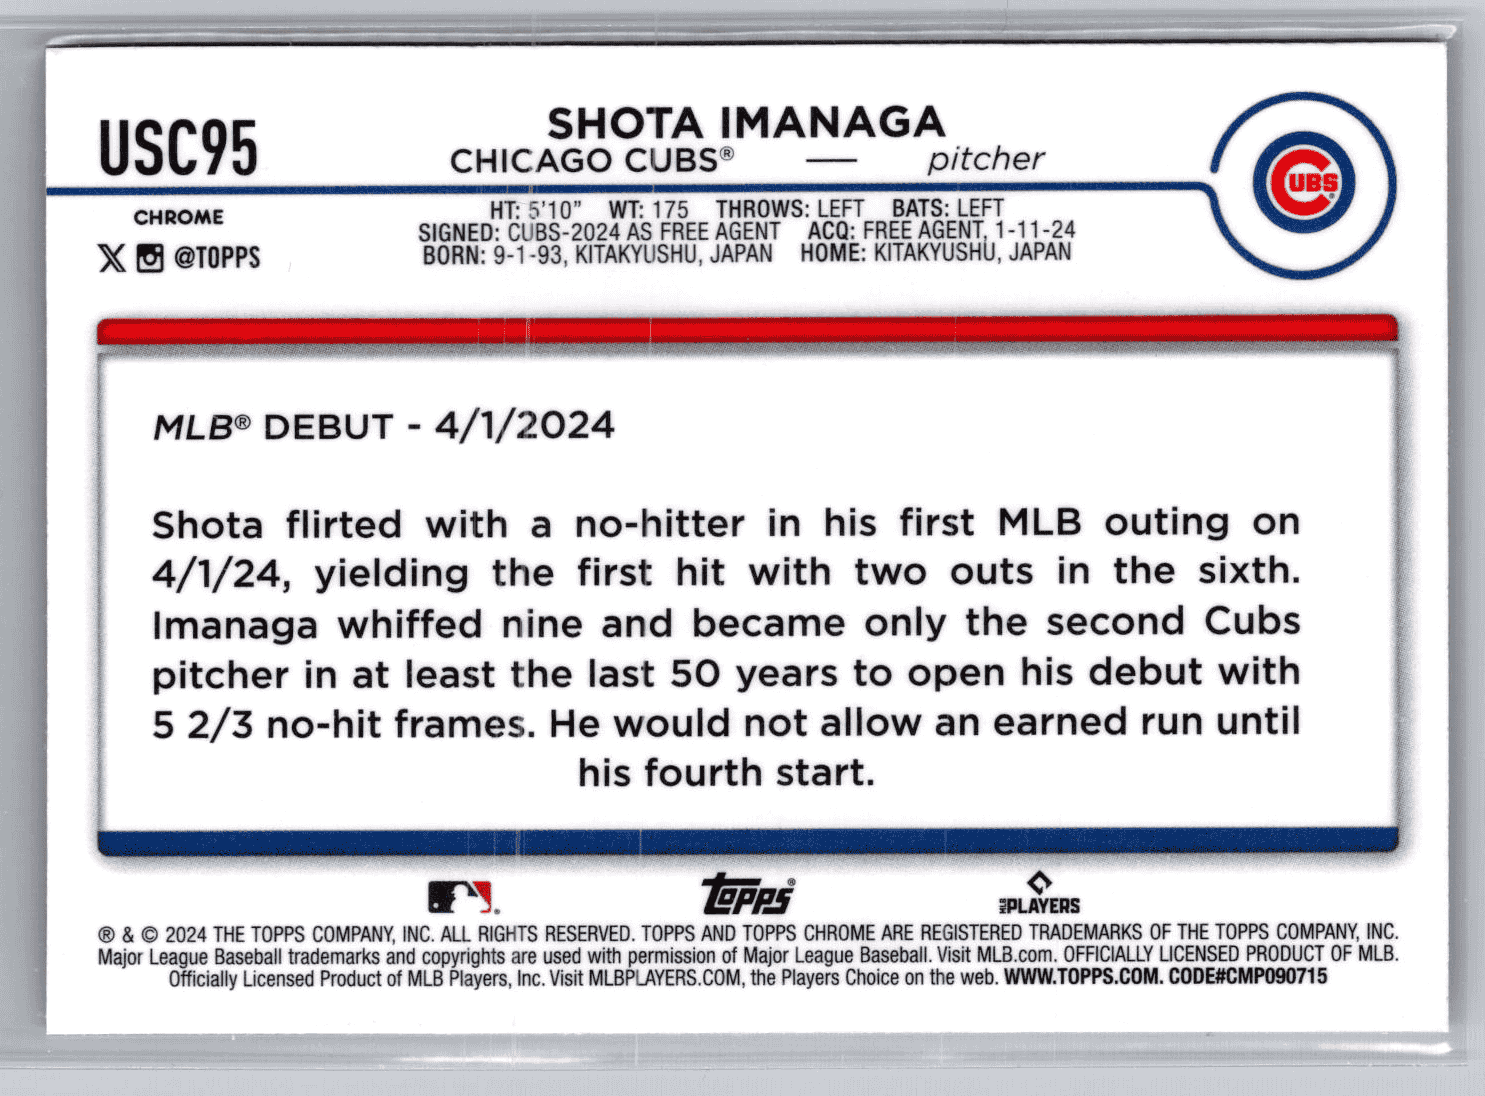 USC95
SHOTA IMANAGA
CHICAGO CUBS® — pitcher
CUBS
CHROME
@TOPPS
HT: 5'10" WT: 175 THROWS: LEFT BATS: LEFT
SIGNED: CUBS-2024 AS FREE AGENT ACQ: FREE AGENT, 1-11-24
BORN: 9-1-93, KITAKYUSHU, JAPAN HOME: KITAKYUSHU, JAPAN
MLB® DEBUT - 4/1/2024
Shota flirted with a no-hitter in his first MLB outing on
4/1/24, yielding the first hit with two outs in the sixth.
Imanaga whiffed nine and became only the second Cubs
pitcher in at least the last 50 years to open his debut with
5 2/3 no-hit frames. He would not allow an earned run until
his fourth start.
topps®
MLB PLAYERS
® & © 2024 THE TOPPS COMPANY, INC. ALL RIGHTS RESERVED. TOPPS AND TOPPS CHROME ARE REGISTERED TRADEMARKS OF THE TOPPS COMPANY, INC.
Major League Baseball trademarks and copyrights are used with permission of Major League Baseball. Visit MLB.com. OFFICIALLY LICENSED PRODUCT OF MLB.
Officially Licensed Product of MLB Players, Inc. Visit MLBPLAYERS.COM, the Players Choice on the web. WWW.TOPPS.COM. CODE#CMP090715